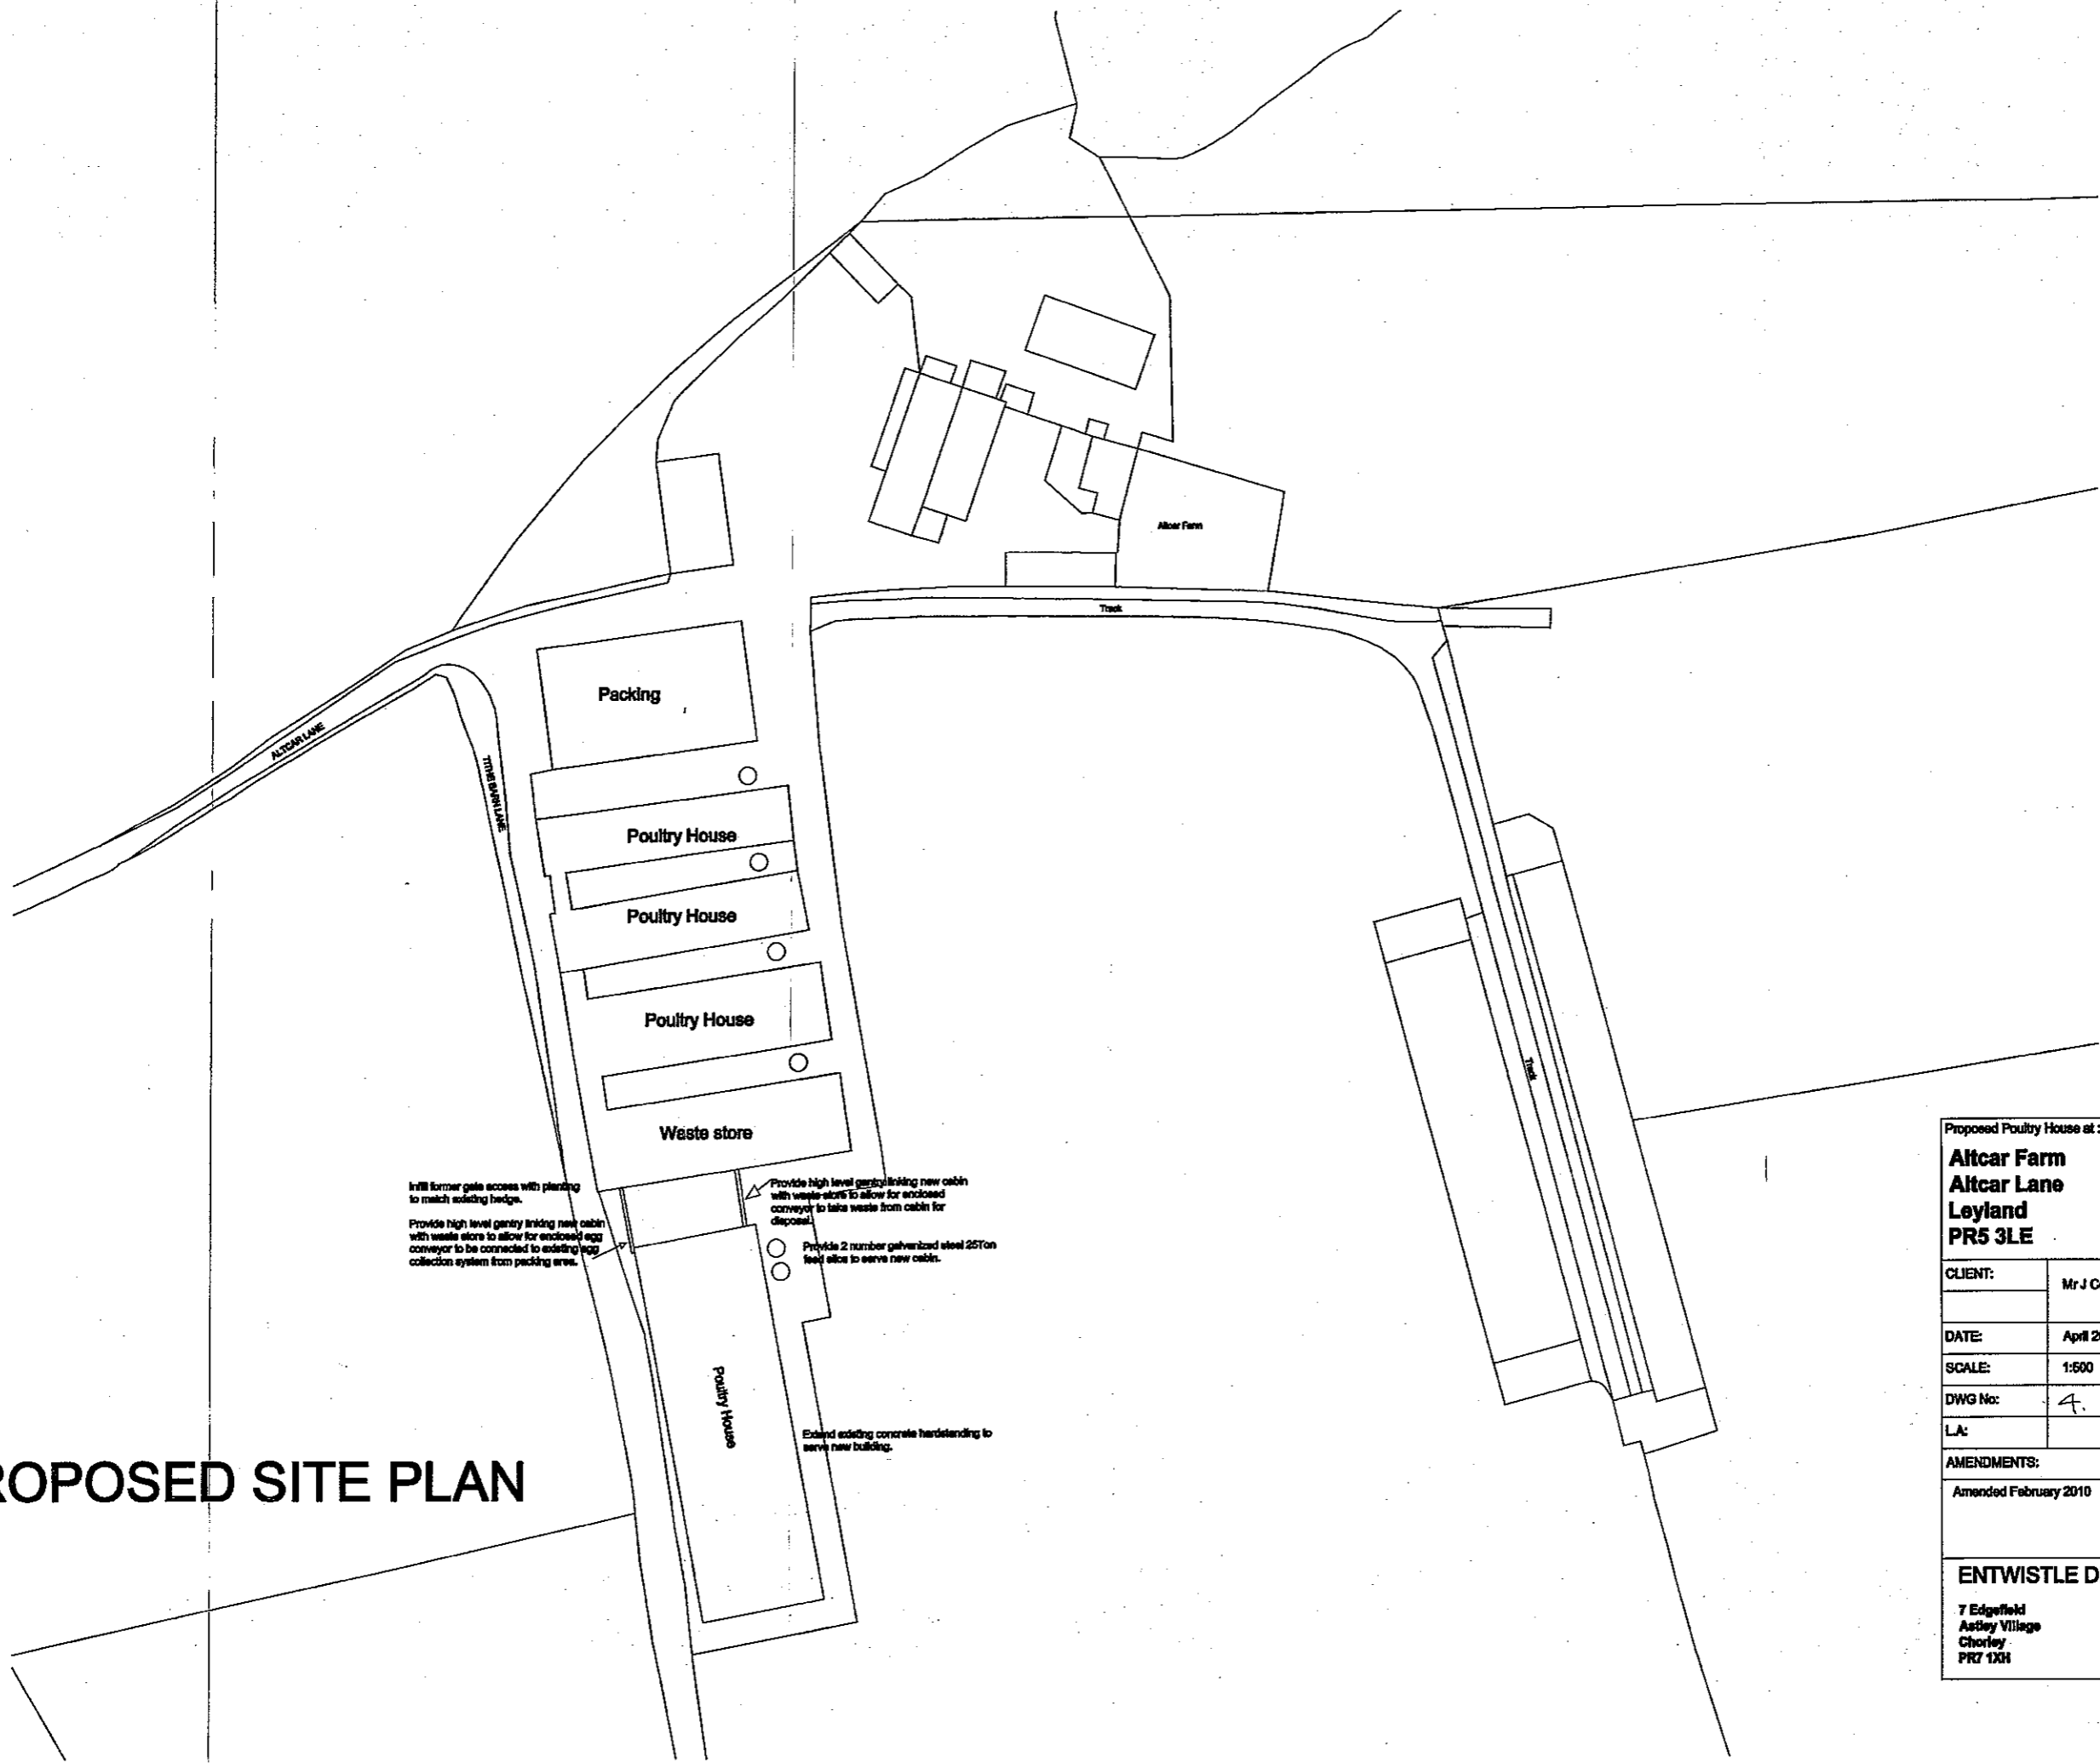 Altcar Farm
Track
Packing
ALTCAR LANE
TITHE BARN LANE
Poultry House
Poultry House
Poultry House
Waste store
Track
Infill former gate access with planting
to match existing hedge.
Provide high level gantry linking new cabin
with waste store to allow for enclosed egg
conveyor to be connected to existing egg
collection system from packing area.
Provide high level gantry linking new cabin
with waste store to allow for enclosed
conveyor to take waste from cabin for
disposal.
Provide 2 number galvanized steel 25Ton
feed silos to serve new cabin.
Poultry House
Extend existing concrete hardstanding to
serve new building.
ROPOSED SITE PLAN
Proposed Poultry House at :
Altcar Farm
Altcar Lane
Leyland
PR5 3LE
CLIENT:
Mr J C
DATE:
April 2
SCALE:
1:500
DWG No:
4.
L.A:
AMENDMENTS:
Amended February 2010
ENTWISTLE D
7 Edgefield
Astley Village
Chorley
PR7 1XH